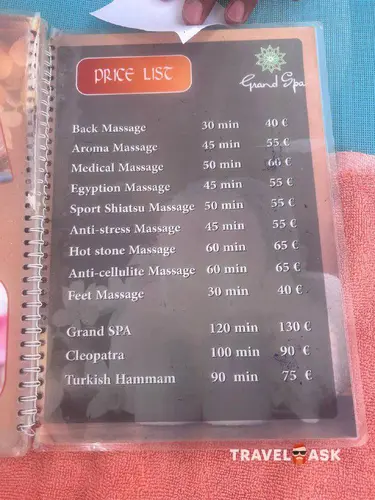 PRICE LIST
Grand Spa
Back Massage 30 min 40 €
Aroma Massage 45 min 55 €
Medical Massage 50 min 60 €
Egyption Massage 45 min 55 €
Sport Shiatsu Massage 50 min 55 €
Anti-stress Massage 45 min 55 €
Hot stone Massage 60 min 65 €
Anti-cellulite Massage 60 min 65 €
Feet Massage 30 min 40 €
Grand SPA 120 min 130 €
Cleopatra 100 min 90 €
Turkish Hammam 90 min 75 €
TRAVEL ASK